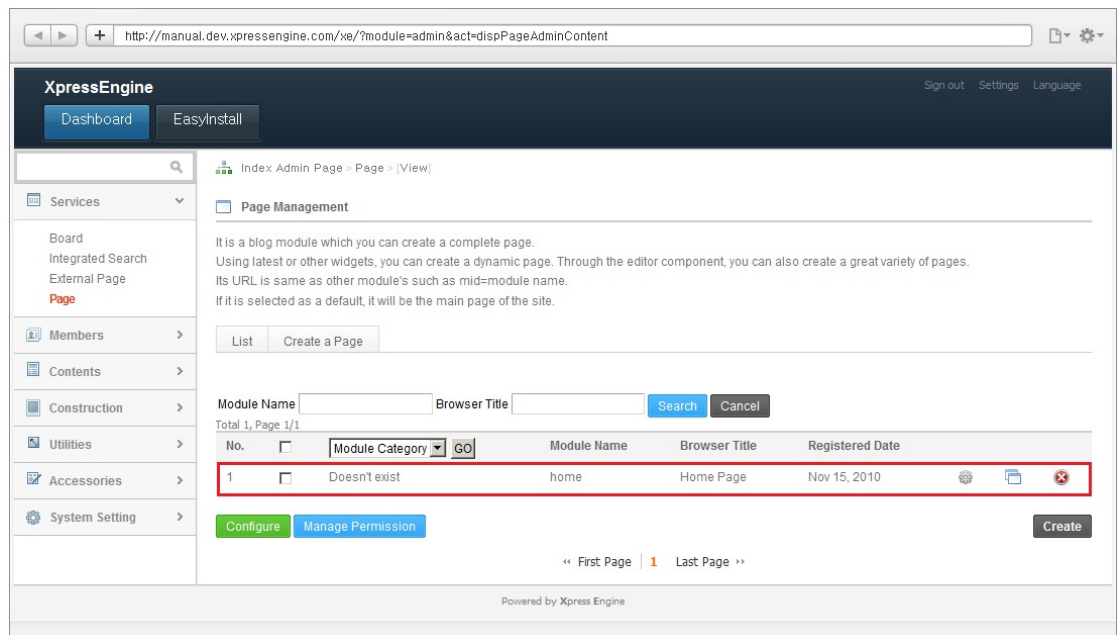 http://manual.dev.xpressengine.com/xe/?module=admin&act=dispPageAdminContent
XpressEngine
Sign out Settings Language
Dashboard EasyInstall
Index Admin Page > Page > [View]
Services
Page Management
Board
Integrated Search
External Page
Page
It is a blog module which you can create a complete page.
Using latest or other widgets, you can create a dynamic page. Through the editor component, you can also create a great variety of pages.
Its URL is same as other module's such as mid=module name.
If it is selected as a default, it will be the main page of the site.
Members
List Create a Page
Contents
Construction
Utilities
Accessories
System Setting
Module Name Browser Title Search Cancel
Total 1, Page 1/1
No. Module Category GO Module Name Browser Title Registered Date
1 Doesn't exist home Home Page Nov 15, 2010
Configure Manage Permission Create
First Page 1 Last Page
Powered by Xpress Engine